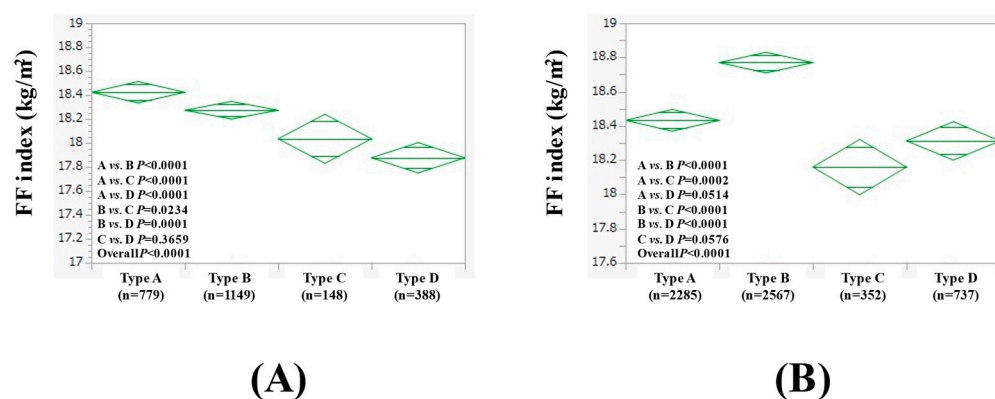 FF index (kg/m²)
19
18.8
18.6
18.4
18.2
18
17.8
17.6
17.4
17.2
17
A vs. B P<0.0001
A vs. C P<0.0001
A vs. D P<0.0001
B vs. C P=0.0234
B vs. D P=0.0001
C vs. D P=0.3659
OverallP<0.0001
Type A Type B Type C Type D
(n=779) (n=1149) (n=148) (n=388)
(A)
FF index (kg/m²)
19
18.8
18.4
18.2
18
17.8
17.6
A vs. B P<0.0001
A vs. C P=0.0002
A vs. D P=0.0514
B vs. C P<0.0001
B vs. D P<0.0001
C vs. D P=0.0576
OverallP<0.0001
Type A Type B Type C Type D
(n=2285) (n=2567) (n=352) (n=737)
(B)